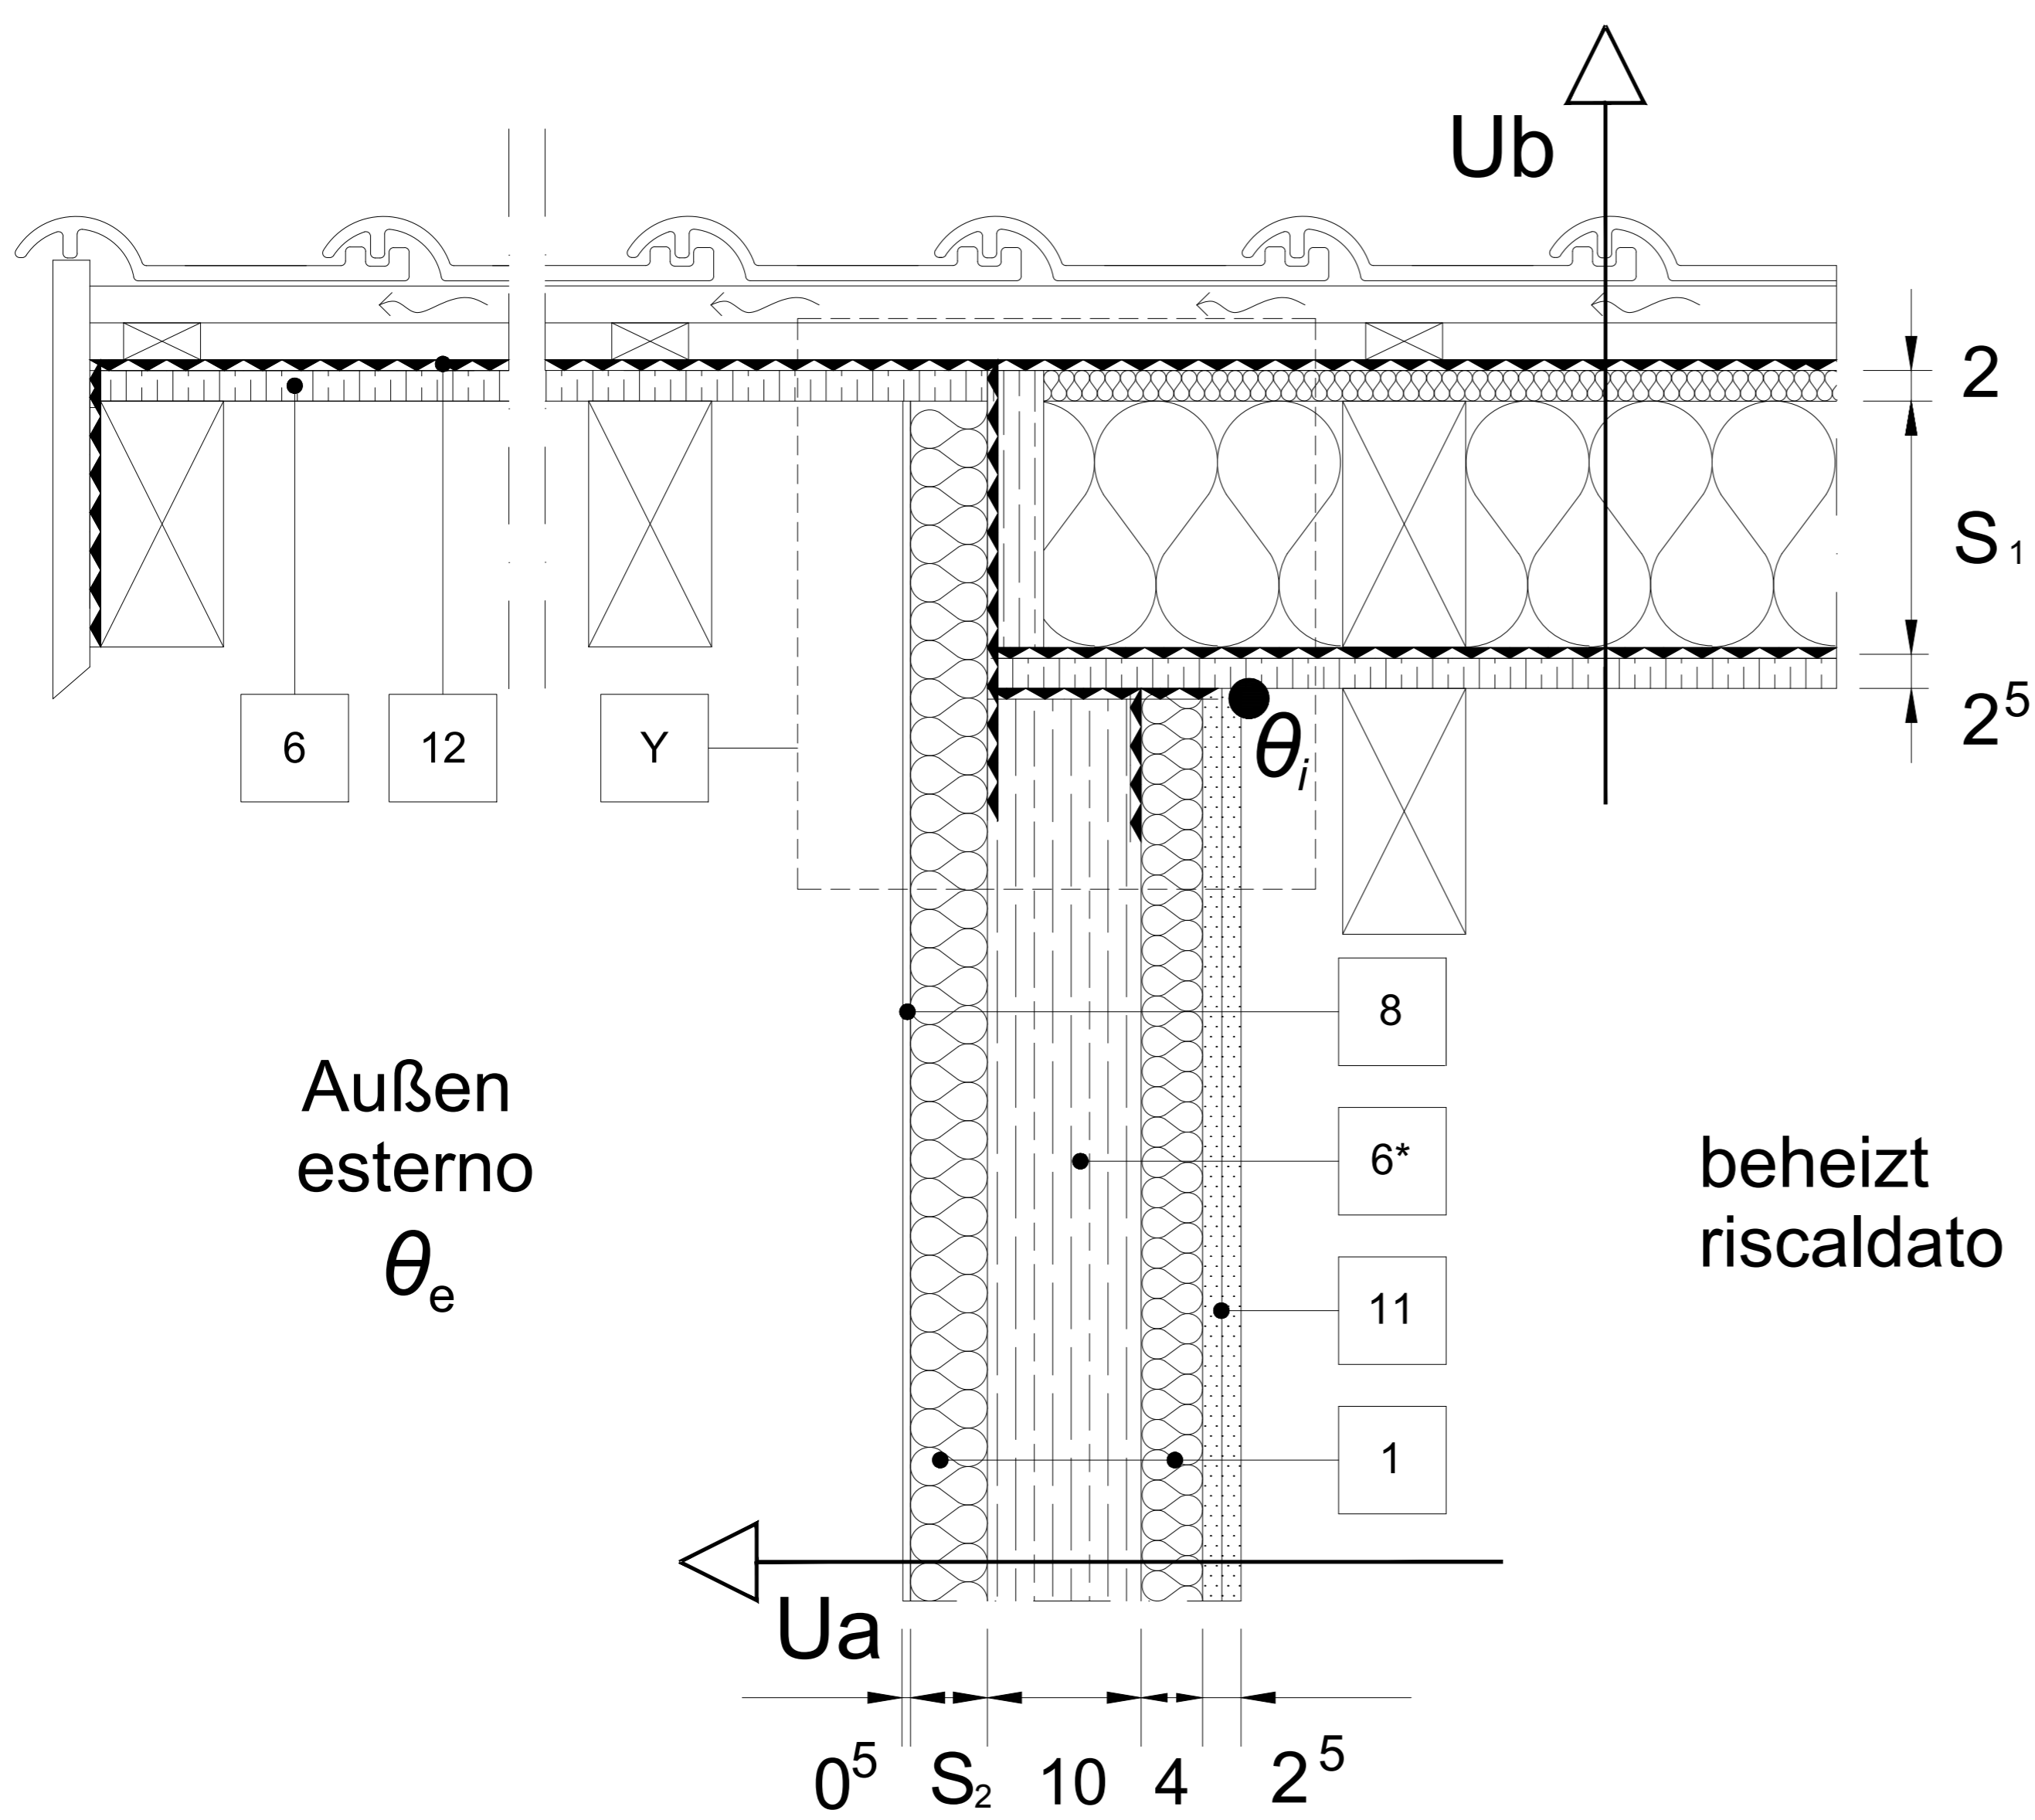 Ub
2
S₁
2⁵
6
12
Y
θᵢ
8
6*
11
1
Außen
esterno
θₑ
beheizt
riscaldato
Ua
0⁵ S₂ 10 4 2⁵